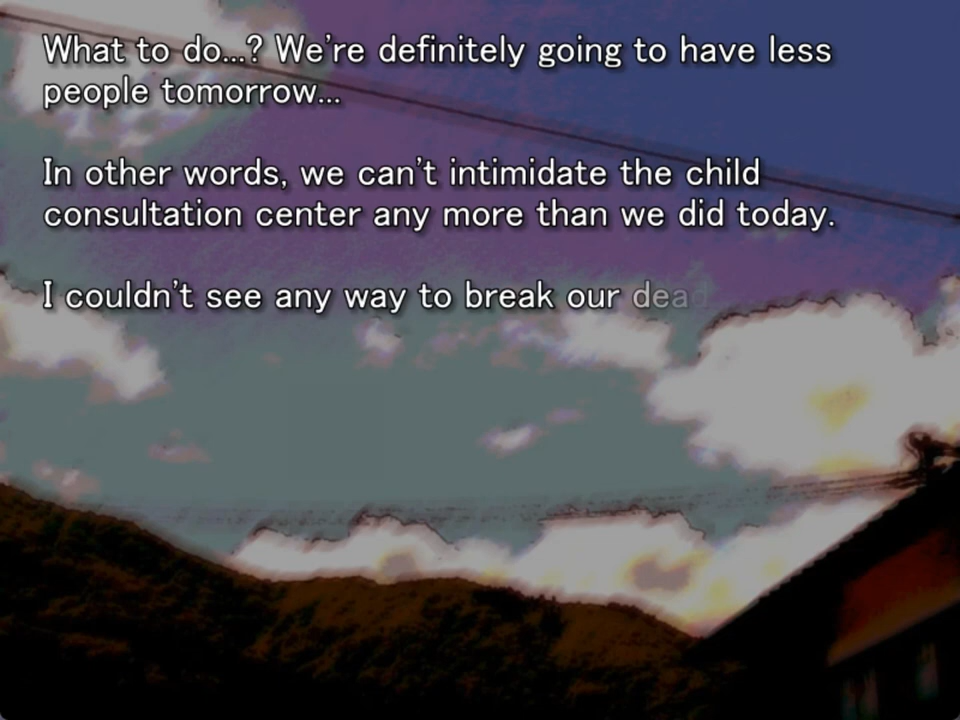 What to do...? We're definitely going to have less
people tomorrow...
In other words, we can't intimidate the child
consultation center any more than we did today.
I couldn't see any way to break our dead